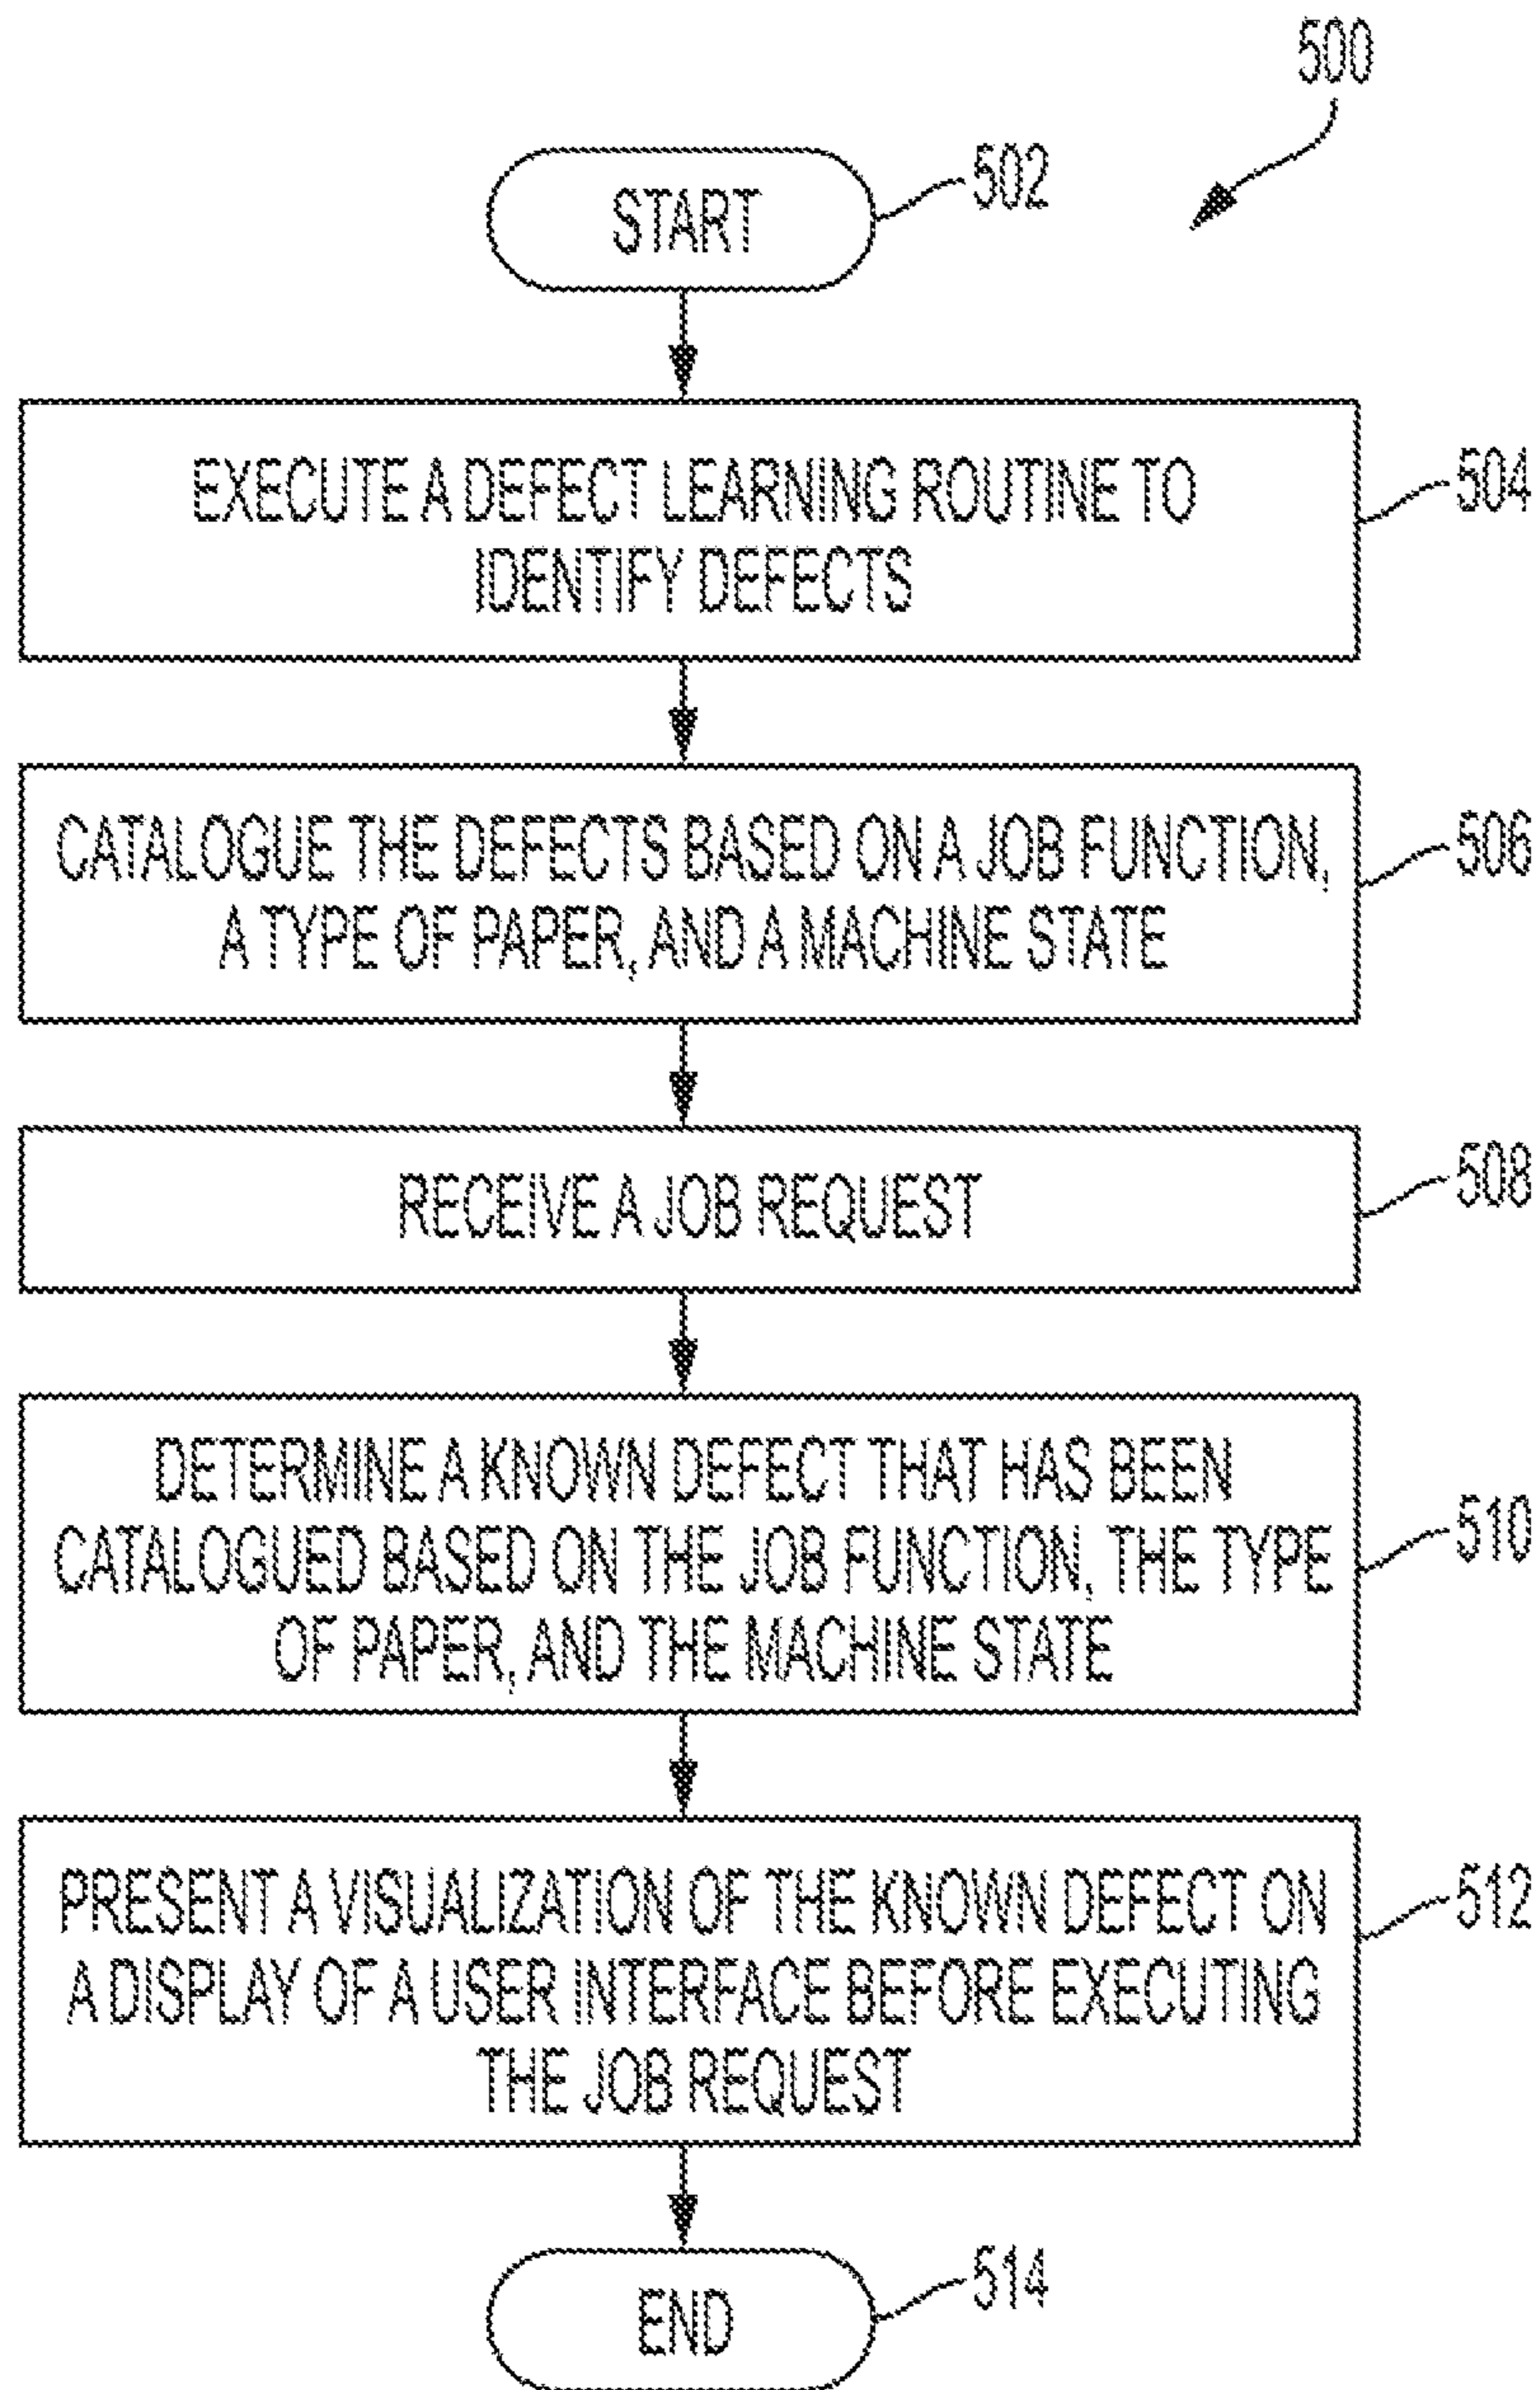 500
START
502
EXECUTE A DEFECT LEARNING ROUTINE TO
IDENTIFY DEFECTS
504
CATALOGUE THE DEFECTS BASED ON A JOB FUNCTION,
A TYPE OF PAPER, AND A MACHINE STATE
506
RECEIVE A JOB REQUEST
508
DETERMINE A KNOWN DEFECT THAT HAS BEEN
CATALOGUED BASED ON THE JOB FUNCTION, THE TYPE
OF PAPER, AND THE MACHINE STATE
510
PRESENT A VISUALIZATION OF THE KNOWN DEFECT ON
A DISPLAY OF A USER INTERFACE BEFORE EXECUTING
THE JOB REQUEST
512
END
514